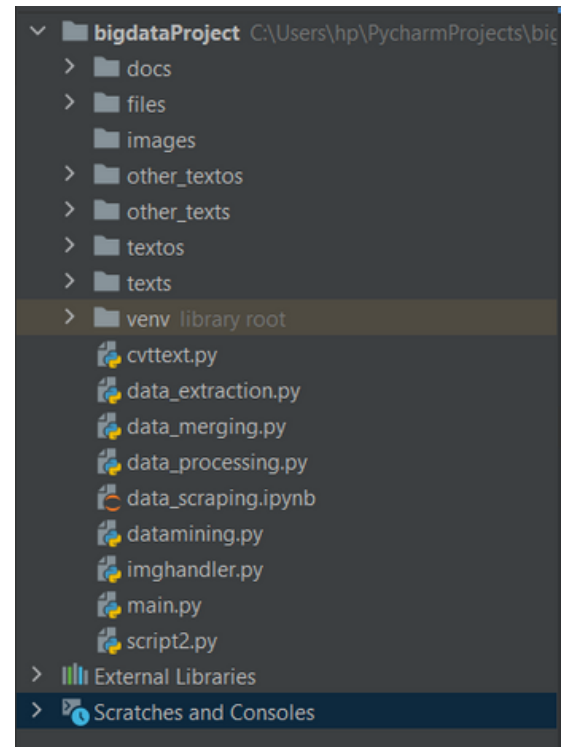 bigdataProject C:\Users\hp\PycharmProjects\big
docs
files
images
other_textos
other_texts
textos
texts
venv library root
cvttext.py
data_extraction.py
data_merging.py
data_processing.py
data_scraping.ipynb
datamining.py
imghandler.py
main.py
script2.py
External Libraries
Scratches and Consoles